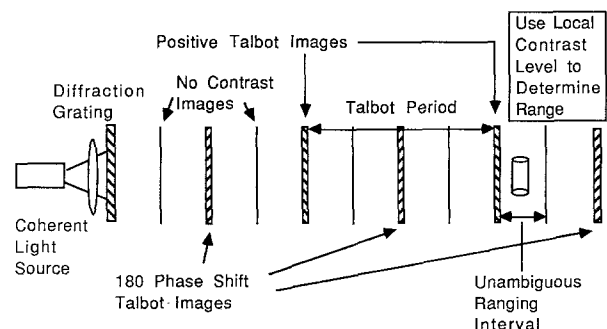 Positive Talbot Images
Use Local
Contrast
Level to
Determine
Range
Diffraction
Grating
No Contrast
Images
Talbot Period
Coherent
Light
Source
180 Phase Shift
Talbot Images
Unambiguous
Ranging
Interval